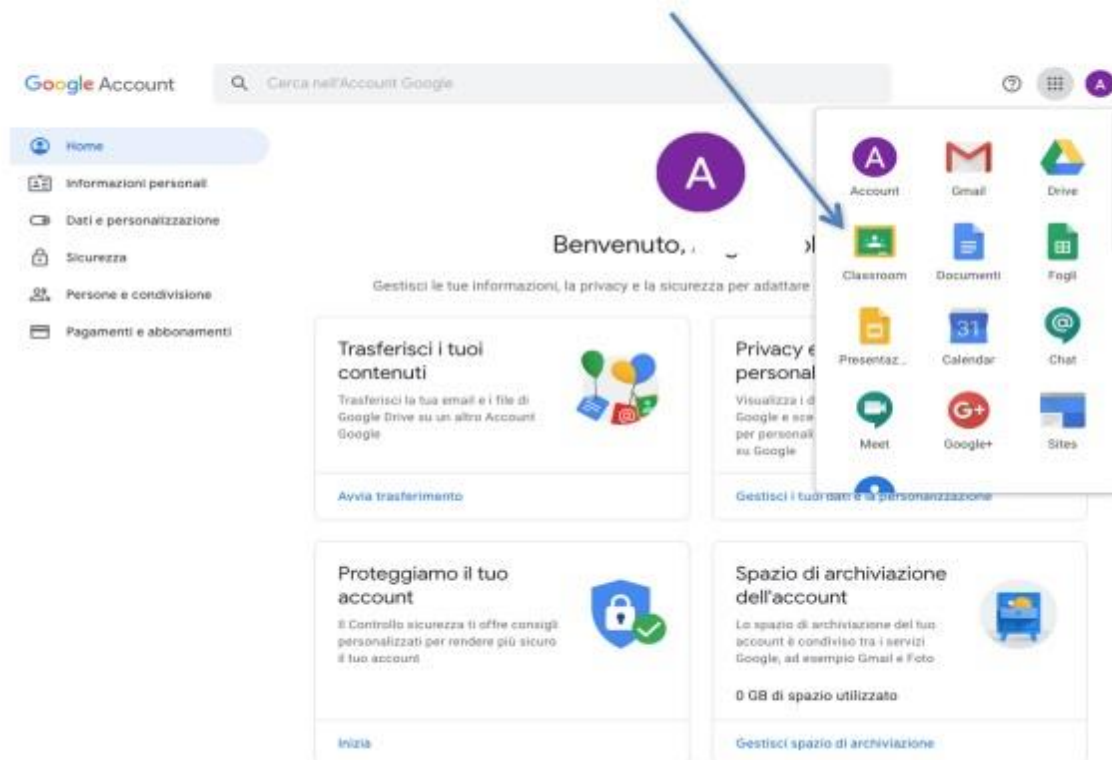 Google Account
Cerca nell'Account Google
A
Home
Informazioni personali
Dati e personalizzazione
Sicurezza
Persone e condivisione
Pagamenti e abbonamenti
A
Benvenuto,
Gestisci le tue informazioni, la privacy e la sicurezza per adattare
Trasferisci i tuoi
contenuti
Trasferisci la tua email e i file di
Google Drive su un altro Account
Google
Avvia trasferimento
Privacy e
personal
Visualizza i d
Google e sce
per personali
su Google
Gestisci i tuoi dati e la personalizzazione
A
Account
Gmail
Drive
Classroom
Documenti
Fogli
Presentaz...
31
Calendar
Chat
Meet
G+
Google+
Sites
Proteggiamo il tuo
account
Il Controllo sicurezza ti offre consigli
personalizzati per rendere più sicuro
il tuo account
Inizia
Spazio di archiviazione
dell'account
Lo spazio di archiviazione del tuo
account è condiviso tra i servizi
Google, ad esempio Gmail e Foto
0 GB di spazio utilizzato
Gestisci spazio di archiviazione